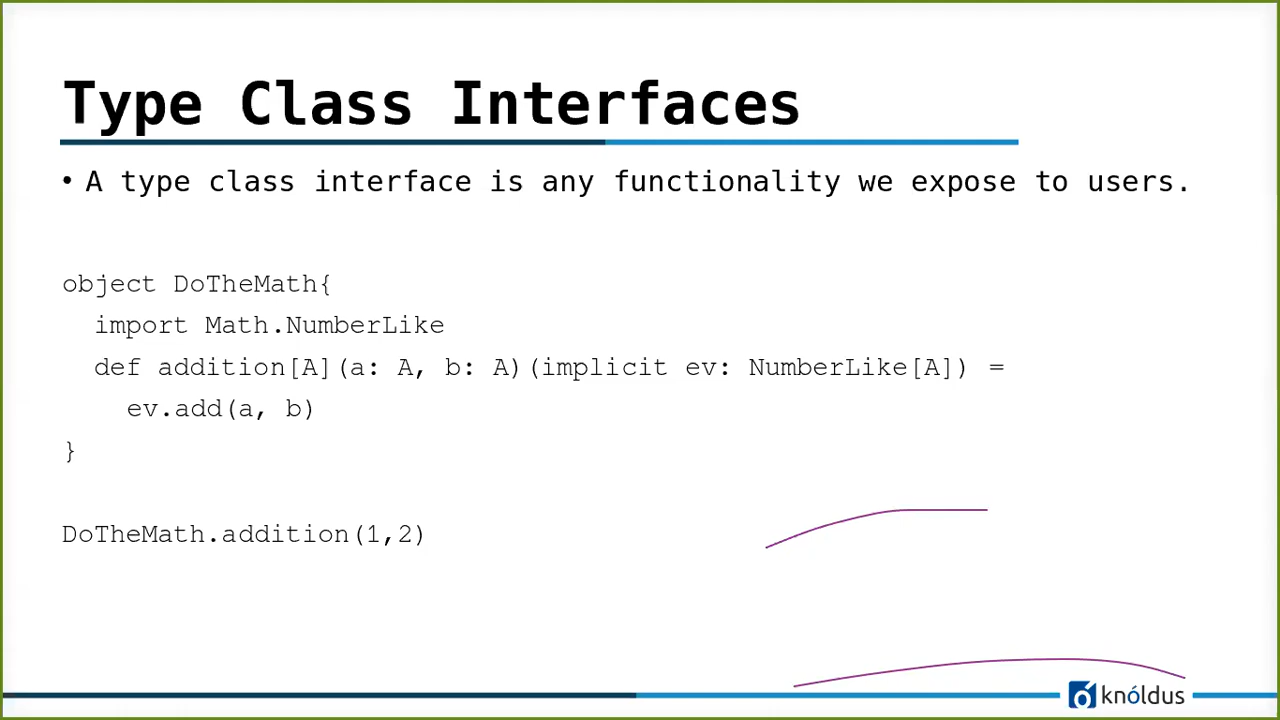 Type Class Interfaces
• A type class interface is any functionality we expose to users.
object DoTheMath{
  import Math.NumberLike
  def addition[A](a: A, b: A)(implicit ev: NumberLike[A]) =
    ev.add(a, b)
}
DoTheMath.addition(1,2)
knóldus